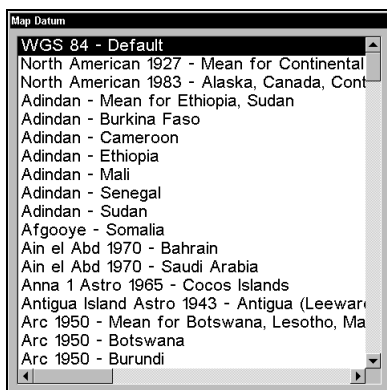 Map Datum
WGS 84 - Default
North American 1927 - Mean for Continental
North American 1983 - Alaska, Canada, Cont
Adindan - Mean for Ethiopia, Sudan
Adindan - Burkina Faso
Adindan - Cameroon
Adindan - Ethiopia
Adindan - Mali
Adindan - Senegal
Adindan - Sudan
Afgooye - Somalia
Ain el Abd 1970 - Bahrain
Ain el Abd 1970 - Saudi Arabia
Anna 1 Astro 1965 - Cocos Islands
Antigua Island Astro 1943 - Antigua (Leeward
Arc 1950 - Mean for Botswana, Lesotho, Ma
Arc 1950 - Botswana
Arc 1950 - Burundi